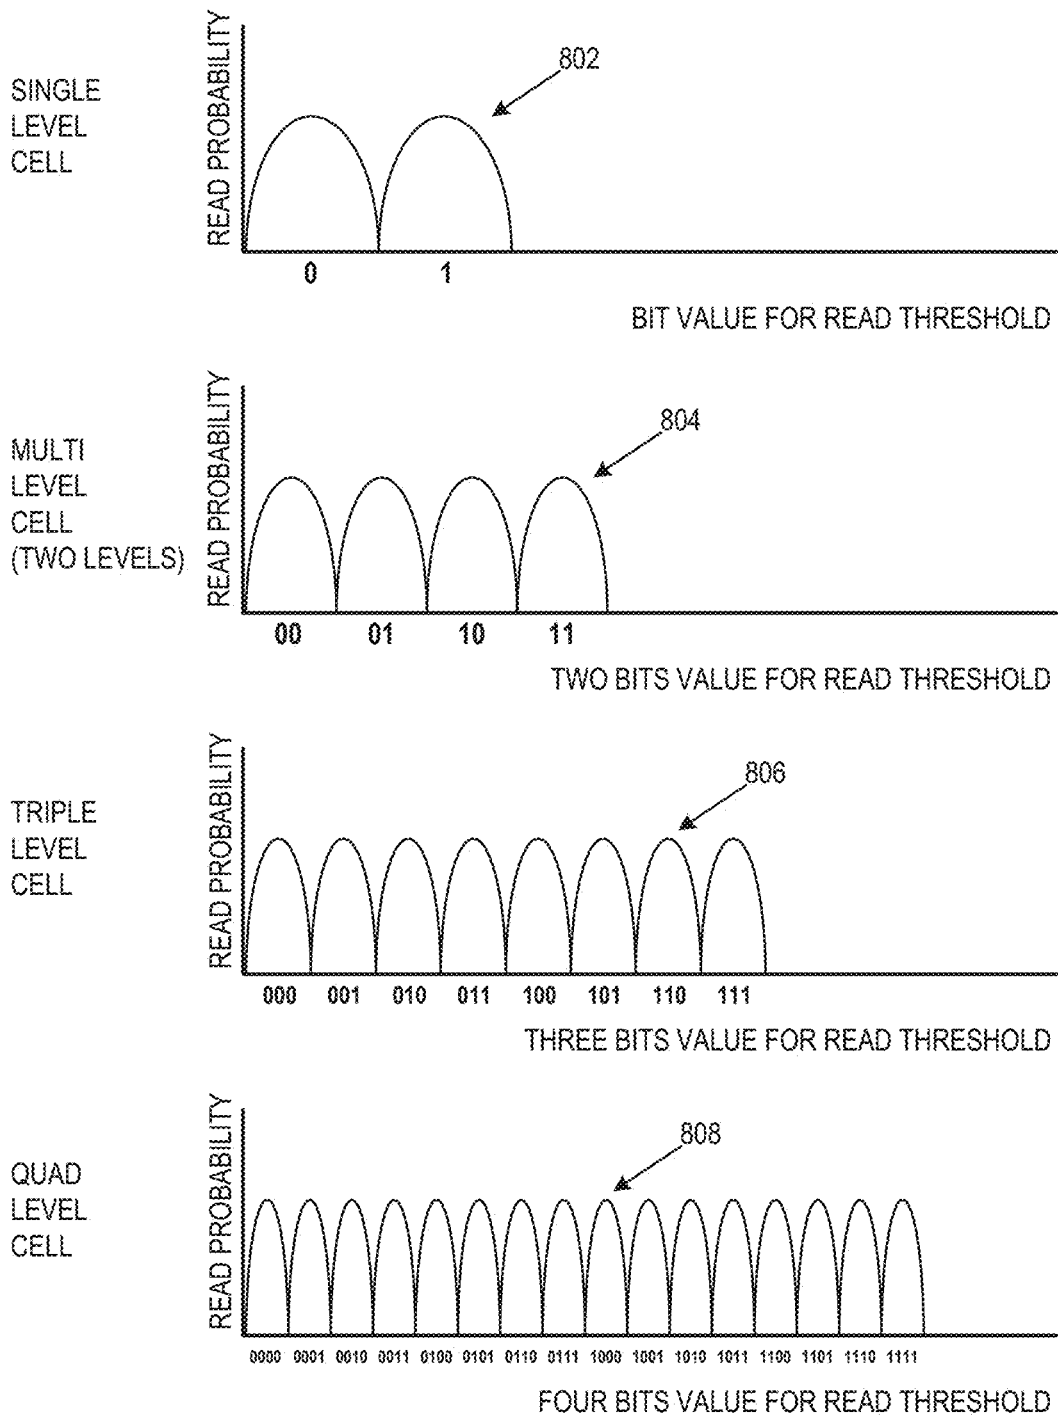 SINGLE
LEVEL
CELL
READ PROBABILITY
802
0 1
BIT VALUE FOR READ THRESHOLD
MULTI
LEVEL
CELL
(TWO LEVELS)
READ PROBABILITY
804
00 01 10 11
TWO BITS VALUE FOR READ THRESHOLD
TRIPLE
LEVEL
CELL
READ PROBABILITY
806
000 001 010 011 100 101 110 111
THREE BITS VALUE FOR READ THRESHOLD
QUAD
LEVEL
CELL
READ PROBABILITY
808
0000 0001 0010 0011 0100 0101 0110 0111 1000 1001 1010 1011 1100 1101 1110 1111
FOUR BITS VALUE FOR READ THRESHOLD